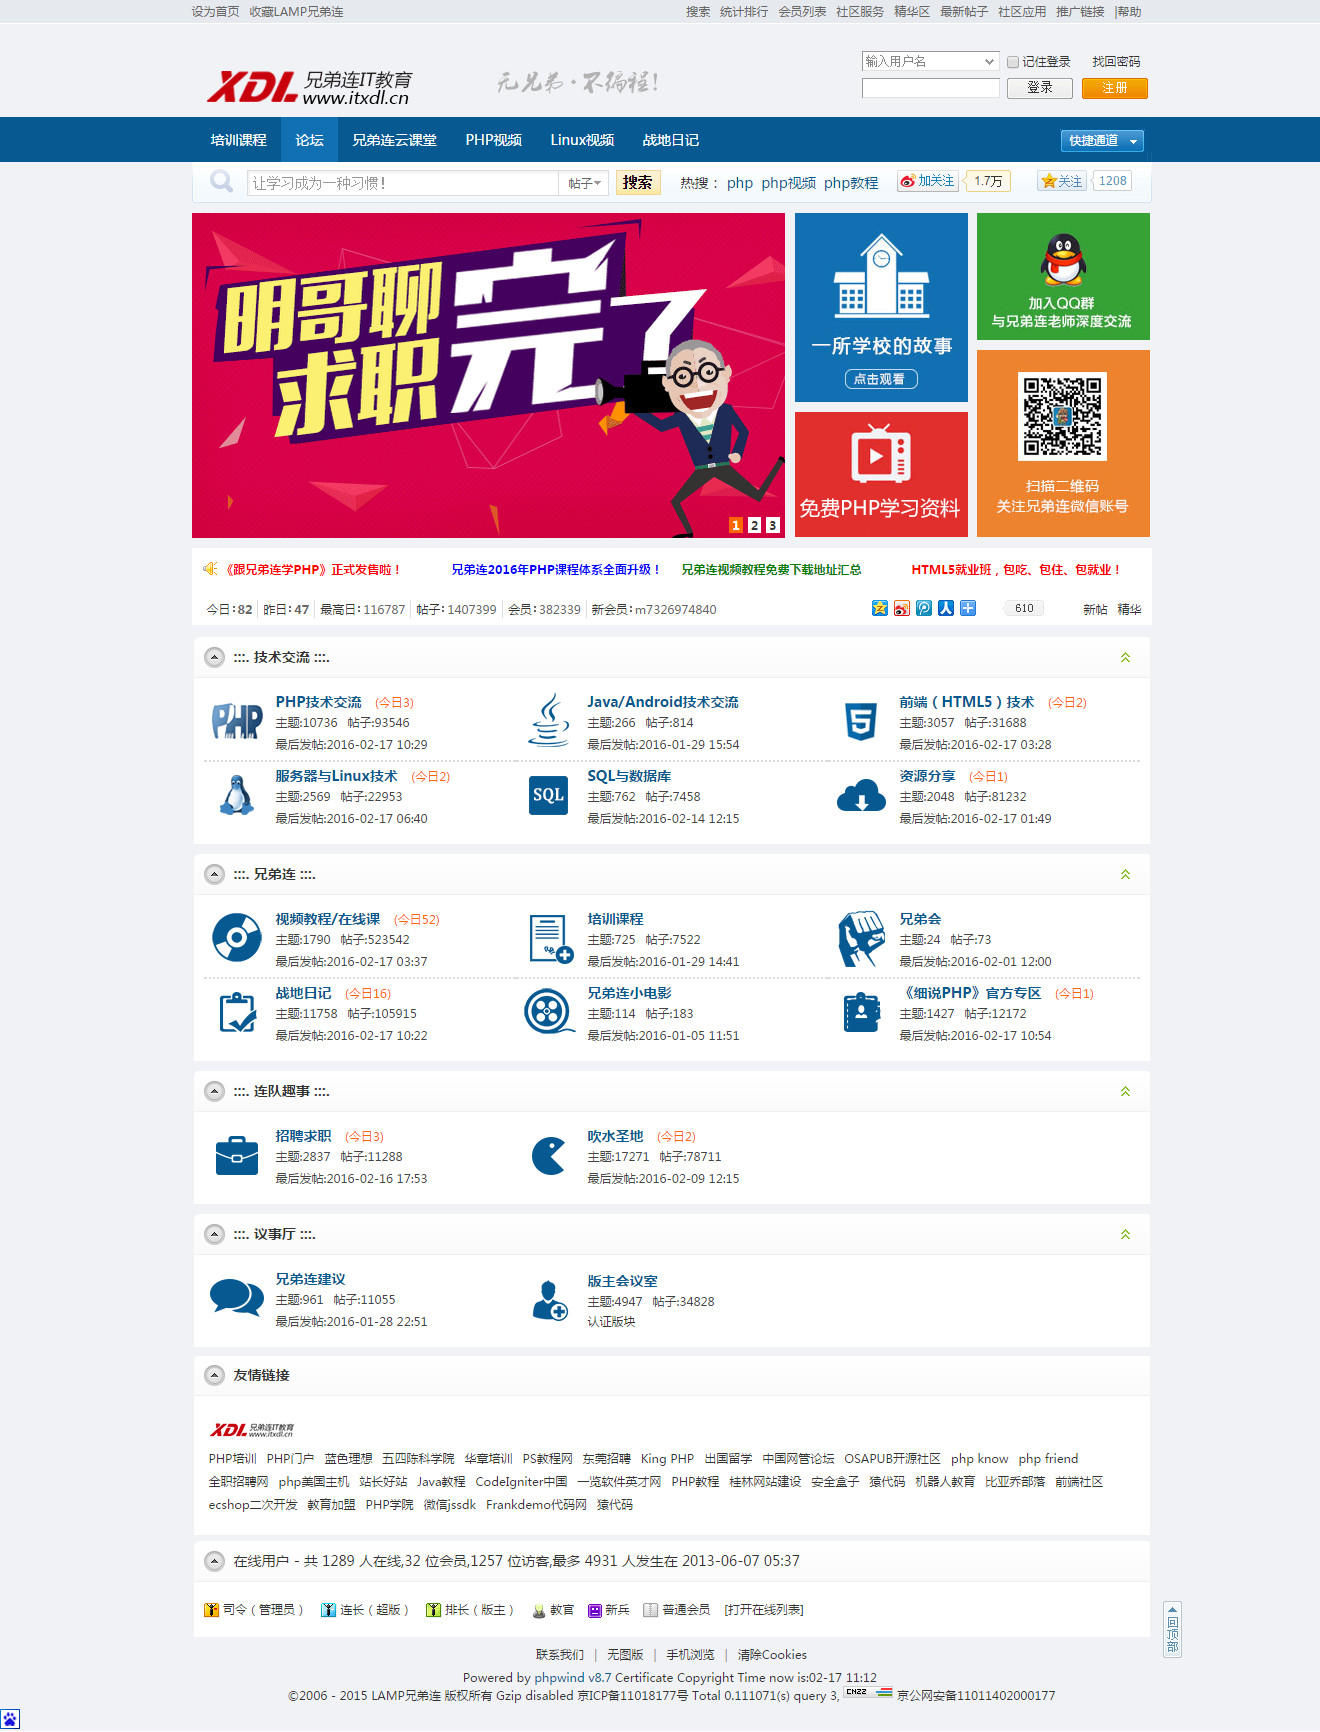 设为首页 收藏LAMP兄弟连 搜索 统计排行 会员列表 社区服务 精华区 最新帖子 社区应用 推广链接 |帮助
输入用户名 记住登录 找回密码
XDL 兄弟连IT教育 www.itxdl.cn 无兄弟·不编程! 登录 注册
培训课程 论坛 兄弟连云课堂 PHP视频 Linux视频 战地日记 快捷通道
让学习成为一种习惯! 帖子 搜索 热搜： php php视频 php教程 加关注 1.7万 关注 1208
明哥聊
求职
完了
1 2 3
一所学校的故事
点击观看
免费PHP学习资料
加入QQ群
与兄弟连老师深度交流
扫描二维码
关注兄弟连微信账号
《跟兄弟连学PHP》正式发售啦！ 兄弟连2016年PHP课程体系全面升级！ 兄弟连视频教程免费下载地址汇总 HTML5就业班，包吃、包住、包就业！
今日:82 昨日:47 最高日:116787 帖子:1407399 会员:382339 新会员:m7326974840 610 新帖 精华
:::. 技术交流 :::.
PHP技术交流 (今日3)
主题:10736 帖子:93546
最后发帖:2016-02-17 10:29
Java/Android技术交流
主题:266 帖子:814
最后发帖:2016-01-29 15:54
前端（HTML5）技术 (今日2)
主题:3057 帖子:31688
最后发帖:2016-02-17 03:28
服务器与Linux技术 (今日2)
主题:2569 帖子:22953
最后发帖:2016-02-17 06:40
SQL
SQL与数据库
主题:762 帖子:7458
最后发帖:2016-02-14 12:15
资源分享 (今日1)
主题:2048 帖子:81232
最后发帖:2016-02-17 01:49
:::. 兄弟连 :::.
视频教程/在线课 (今日52)
主题:1790 帖子:523542
最后发帖:2016-02-17 03:37
培训课程
主题:725 帖子:7522
最后发帖:2016-01-29 14:41
兄弟会
主题:24 帖子:73
最后发帖:2016-02-01 12:00
战地日记 (今日16)
主题:11758 帖子:105915
最后发帖:2016-02-17 10:22
兄弟连小电影
主题:114 帖子:183
最后发帖:2016-01-05 11:51
《细说PHP》官方专区 (今日1)
主题:1427 帖子:12172
最后发帖:2016-02-17 10:54
:::. 连队趣事 :::.
招聘求职 (今日3)
主题:2837 帖子:11288
最后发帖:2016-02-16 17:53
吹水圣地 (今日2)
主题:17271 帖子:78711
最后发帖:2016-02-09 12:15
:::. 议事厅 :::.
兄弟连建议
主题:961 帖子:11055
最后发帖:2016-01-28 22:51
版主会议室
主题:4947 帖子:34828
认证版块
友情链接
XDL 兄弟连IT教育 www.itxdl.cn
PHP培训 PHP门户 蓝色理想 五四陈科学院 华章培训 PS教程网 东莞招聘 King PHP 出国留学 中国网管论坛 OSAPUB开源社区 php know php friend
全职招聘网 php美国主机 站长好站 Java教程 CodeIgniter中国 一览软件英才网 PHP教程 桂林网站建设 安全盒子 猿代码 机器人教育 比亚乔部落 前端社区
ecshop二次开发 教育加盟 PHP学院 微信jssdk Frankdemo代码网 猿代码
在线用户 - 共 1289 人在线,32 位会员,1257 位访客,最多 4931 人发生在 2013-06-07 05:37
司令（管理员） 连长（超版） 排长（版主） 教官 新兵 普通会员 [打开在线列表]
回顶部
联系我们 | 无图版 | 手机浏览 | 清除Cookies
Powered by phpwind v8.7 Certificate Copyright Time now is:02-17 11:12
©2006 - 2015 LAMP兄弟连 版权所有 Gzip disabled 京ICP备11018177号 Total 0.111071(s) query 3, CNZZ 京公网安备11011402000177